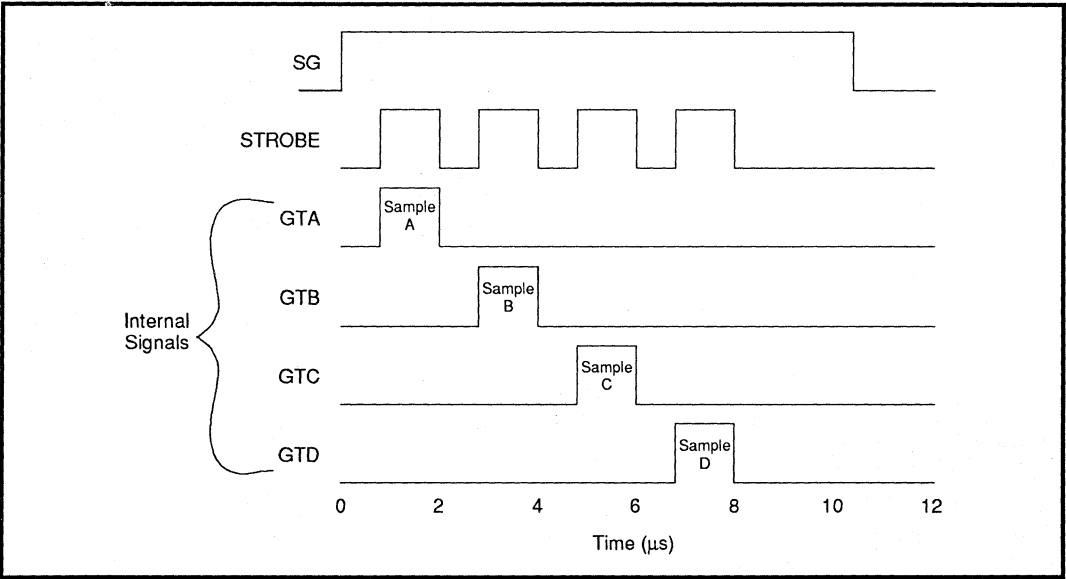 SG
STROBE
GTA
Sample
A
GTB
Sample
B
Internal
Signals
GTC
Sample
C
GTD
Sample
D
0 2 4 6 8 10 12
Time (μs)